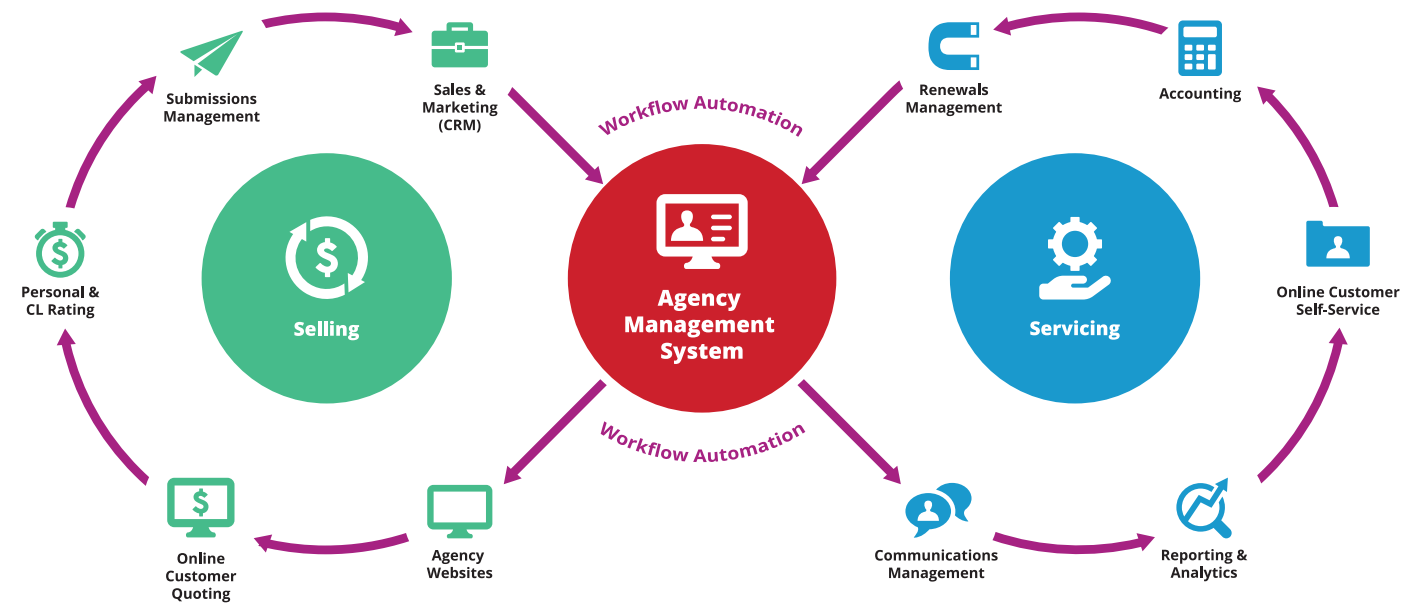 Submissions
Management
Sales &
Marketing
(CRM)
Workflow Automation
Renewals
Management
Accounting
$
Personal &
CL Rating
$
Selling
Agency
Management
System
Servicing
Online Customer
Self-Service
Workflow Automation
$
Online
Customer
Quoting
Agency
Websites
Communications
Management
Reporting &
Analytics